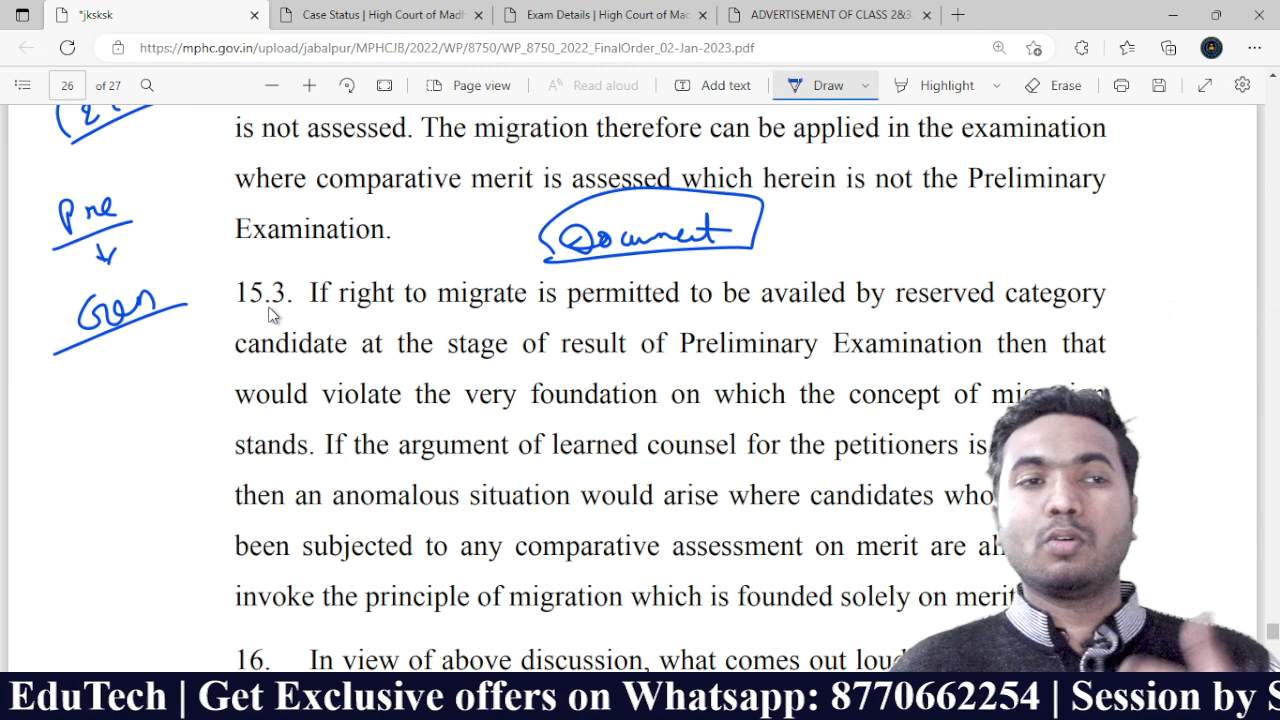 *jksksk
Case Status | High Court of Madh
Exam Details | High Court of Mac
ADVERTISEMENT OF CLASS 2&3
https://mphc.gov.in/upload/jabalpur/MPHCJB/2022/WP/8750/WP_8750_2022_FinalOrder_02-Jan-2023.pdf
26 of 27
Page view
Read aloud
Add text
Draw
Highlight
Erase
is not assessed. The migration therefore can be applied in the examination
where comparative merit is assessed which herein is not the Preliminary
Examination.
Document
Pre
Gen
15.3. If right to migrate is permitted to be availed by reserved category
candidate at the stage of result of Preliminary Examination then that
would violate the very foundation on which the concept of
stands. If the argument of learned counsel for the petitioners is
then an anomalous situation would arise where candidates who
been subjected to any comparative assessment on merit are
invoke the principle of migration which is founded solely on merit
16. In view of above discussion, what comes out
EduTech | Get Exclusive offers on Whatsapp: 8770662254 | Session by S